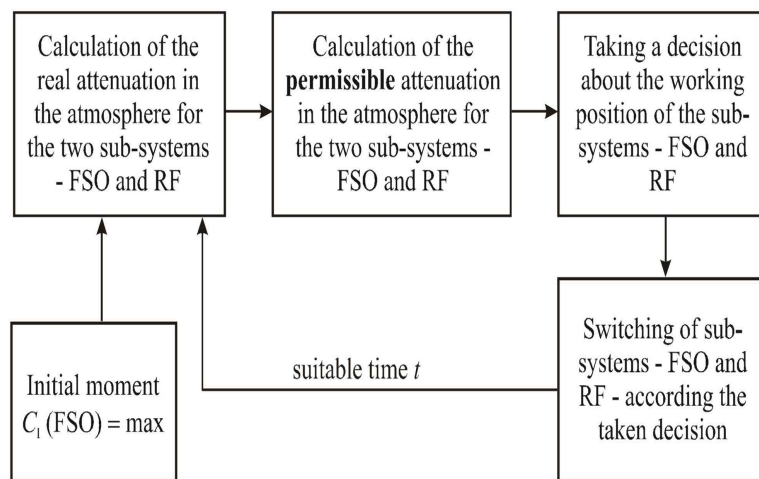 Calculation of the
real attenuation in
the atmosphere for
the two sub-systems
- FSO and RF
Calculation of the
permissible attenuation
in the atmosphere for
the two sub-systems -
FSO and RF
Taking a decision
about the working
position of the sub-
systems - FSO and
RF
Initial moment
C₁ (FSO) = max
suitable time t
Switching of sub-
systems - FSO and
RF - according the
taken decision